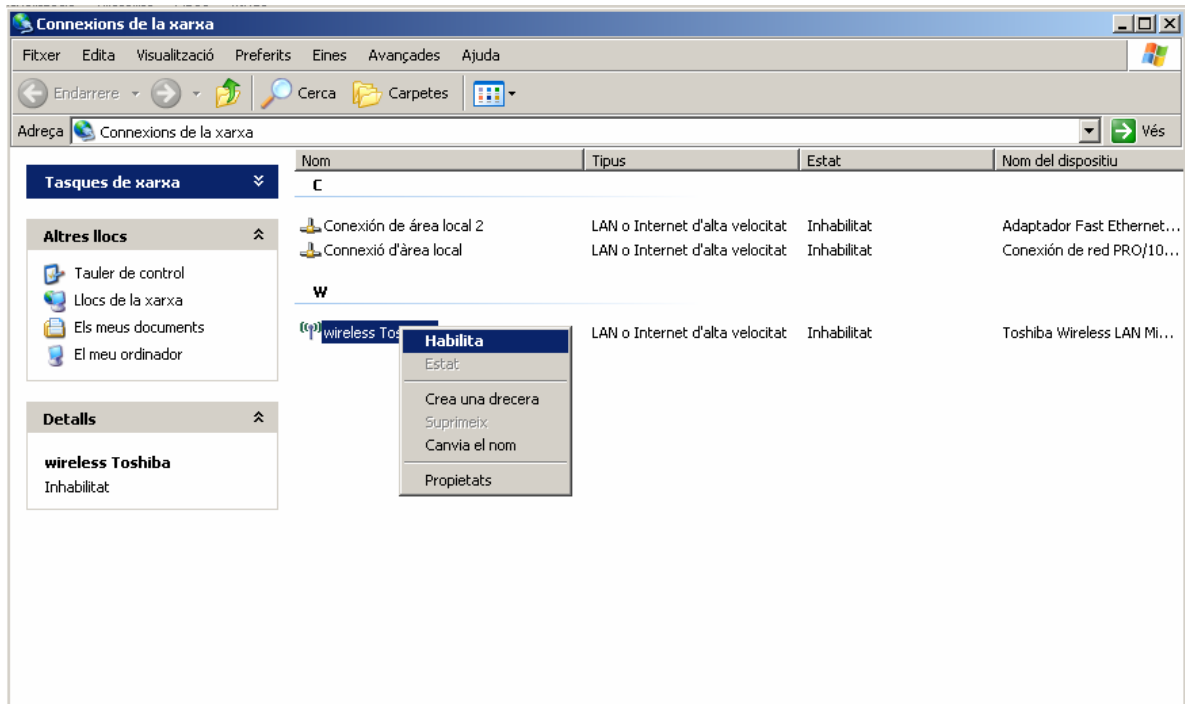 Connexions de la xarxa
Fitxer Edita Visualització Preferits Eines Avançades Ajuda
Endarrere Cerca Carpetes
Adreça Connexions de la xarxa Vés
Nom Tipus Estat Nom del dispositiu
Tasques de xarxa
Altres llocs
Tauler de control
Llocs de la xarxa
Els meus documents
El meu ordinador
Detalls
wireless Toshiba
Inhabilitat
C
Conexión de área local 2 LAN o Internet d'alta velocitat Inhabilitat Adaptador Fast Ethernet...
Connexió d'àrea local LAN o Internet d'alta velocitat Inhabilitat Conexión de red PRO/10...
W
wireless Tos LAN o Internet d'alta velocitat Inhabilitat Toshiba Wireless LAN Mi...
Habilita
Estat
Crea una drecera
Suprimeix
Canvia el nom
Propietats